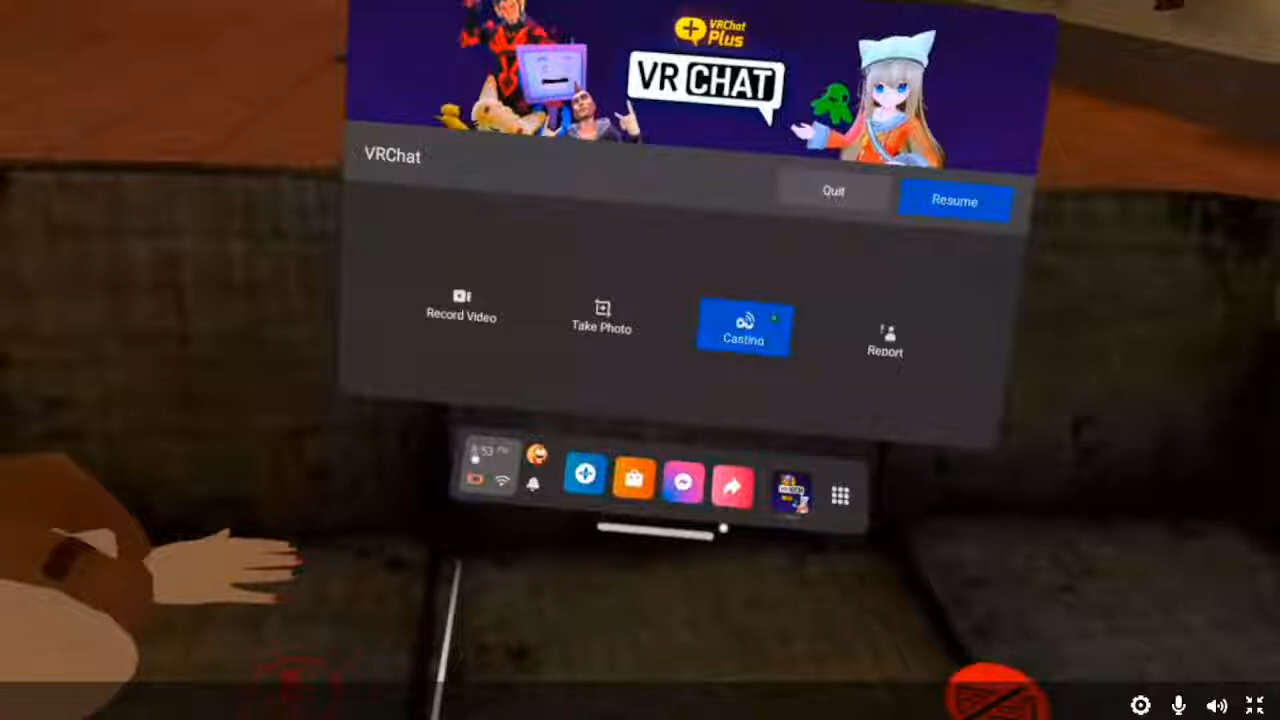 VRChat
Plus
VR CHAT
VRChat
Quit
Resume
Record Video
Take Photo
Casting
Report